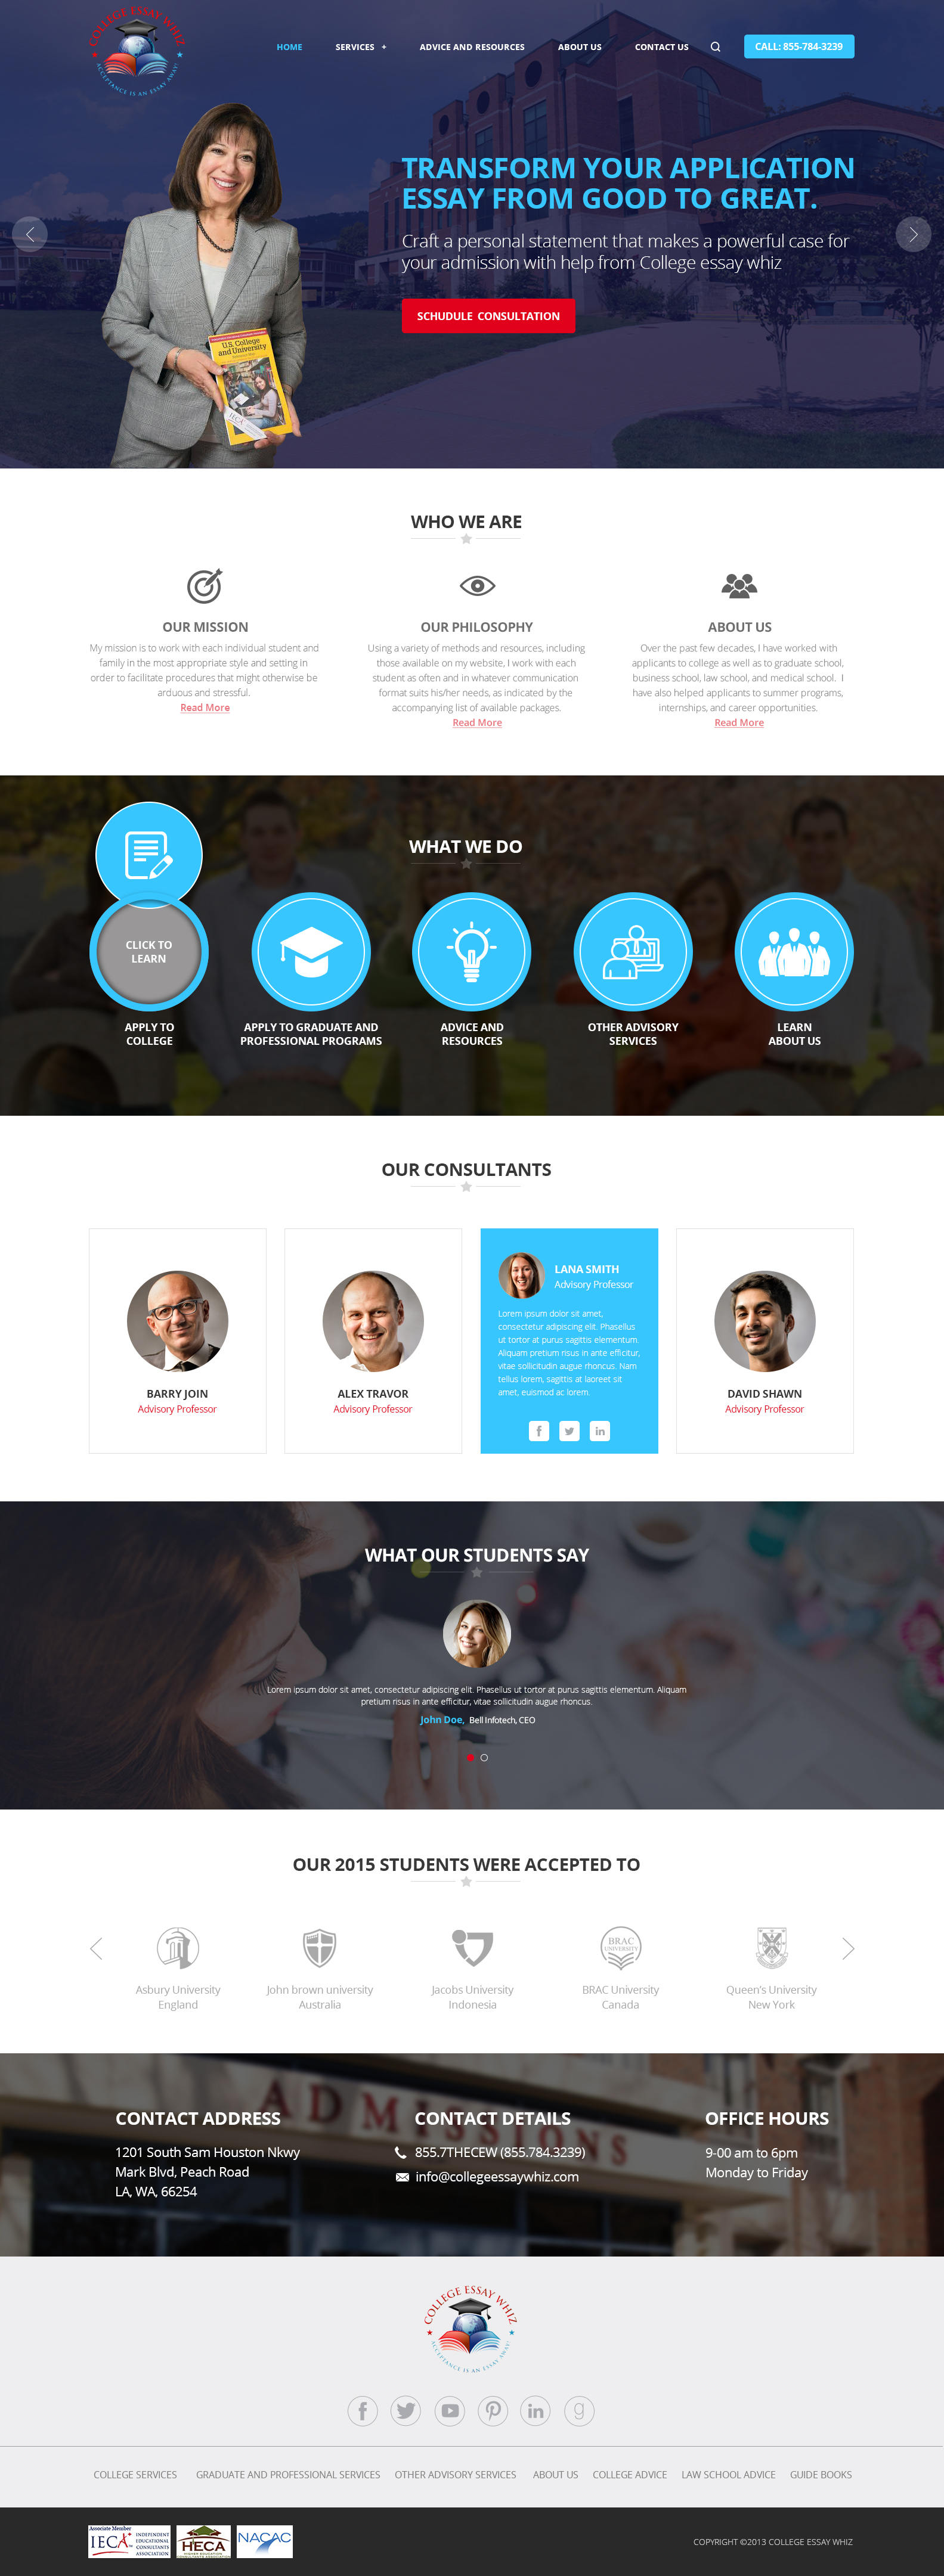 COLLEGE ESSAY WHIZ
ACCEPTANCE IS AN ESSAY AWAY
HOME
SERVICES +
ADVICE AND RESOURCES
ABOUT US
CONTACT US
CALL: 855-784-3239
TRANSFORM YOUR APPLICATION
ESSAY FROM GOOD TO GREAT.
Craft a personal statement that makes a powerful case for
your admission with help from College essay whiz
SCHUDULE CONSULTATION
U.S. College
and University
IECA
WHO WE ARE
OUR MISSION
My mission is to work with each individual student and
family in the most appropriate style and setting in
order to facilitate procedures that might otherwise be
arduous and stressful.
Read More
OUR PHILOSOPHY
Using a variety of methods and resources, including
those available on my website, I work with each
student as often and in whatever communication
format suits his/her needs, as indicated by the
accompanying list of available packages.
Read More
ABOUT US
Over the past few decades, I have worked with
applicants to college as well as to graduate school,
business school, law school, and medical school. I
have also helped applicants to summer programs,
internships, and career opportunities.
Read More
WHAT WE DO
CLICK TO
LEARN
APPLY TO
COLLEGE
APPLY TO GRADUATE AND
PROFESSIONAL PROGRAMS
ADVICE AND
RESOURCES
OTHER ADVISORY
SERVICES
LEARN
ABOUT US
OUR CONSULTANTS
BARRY JOIN
Advisory Professor
ALEX TRAVOR
Advisory Professor
LANA SMITH
Advisory Professor
Lorem ipsum dolor sit amet,
consectetur adipiscing elit. Phasellus
ut tortor at purus sagittis elementum.
Aliquam pretium risus in ante efficitur,
vitae sollicitudin augue rhoncus. Nam
tellus lorem, sagittis at laoreet sit
amet, euismod ac lorem.
DAVID SHAWN
Advisory Professor
WHAT OUR STUDENTS SAY
Lorem ipsum dolor sit amet, consectetur adipiscing elit. Phasellus ut tortor at purus sagittis elementum. Aliquam
pretium risus in ante efficitur, vitae sollicitudin augue rhoncus.
John Doe, Bell Infotech, CEO
OUR 2015 STUDENTS WERE ACCEPTED TO
BRAC
UNIVERSITY
Asbury University
England
John brown university
Australia
Jacobs University
Indonesia
BRAC University
Canada
Queen's University
New York
ADM
CONTACT ADDRESS
1201 South Sam Houston Nkwy
Mark Blvd, Peach Road
LA, WA, 66254
CONTACT DETAILS
855.7THECEW (855.784.3239)
info@collegeessaywhiz.com
OFFICE HOURS
9-00 am to 6pm
Monday to Friday
COLLEGE ESSAY WHIZ
ACCEPTANCE IS AN ESSAY AWAY
COLLEGE SERVICES
GRADUATE AND PROFESSIONAL SERVICES
OTHER ADVISORY SERVICES
ABOUT US
COLLEGE ADVICE
LAW SCHOOL ADVICE
GUIDE BOOKS
Associate Member
IECA
INDEPENDENT
EDUCATIONAL
CONSULTANTS
ASSOCIATION
HECA
HIGHER EDUCATION
CONSULTANTS ASSOCIATION
NACAC
COPYRIGHT ©2013 COLLEGE ESSAY WHIZ